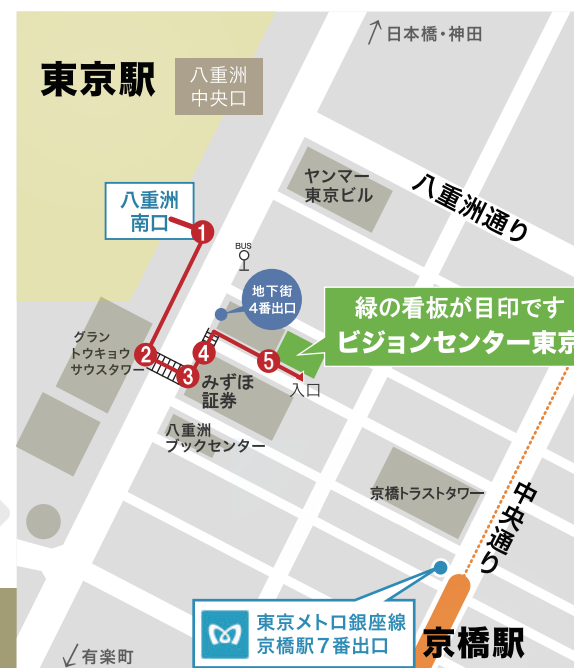 日本橋・神田
東京駅
八重洲
中央口
ヤンマー
東京ビル
八重洲通り
八重洲
南口
1
BUS
地下街
4番出口
緑の看板が目印です
ビジョンセンター東京
グラン
トウキョウ
サウスタワー
2
3
4
5
入口
みずほ
証券
八重洲
ブックセンター
京橋トラストタワー
中央通り
東京メトロ銀座線
京橋駅7番出口
京橋駅
有楽町